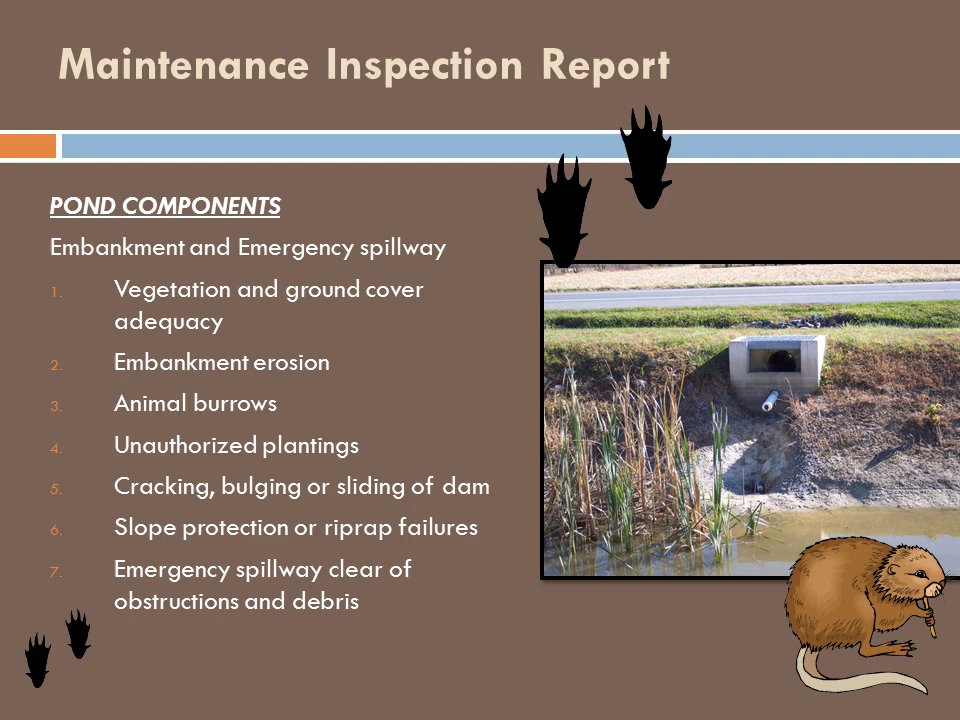 Maintenance Inspection Report
POND COMPONENTS
Embankment and Emergency spillway
1. Vegetation and ground cover
adequacy
2. Embankment erosion
3. Animal burrows
4. Unauthorized plantings
5. Cracking, bulging or sliding of dam
6. Slope protection or riprap failures
7. Emergency spillway clear of
obstructions and debris